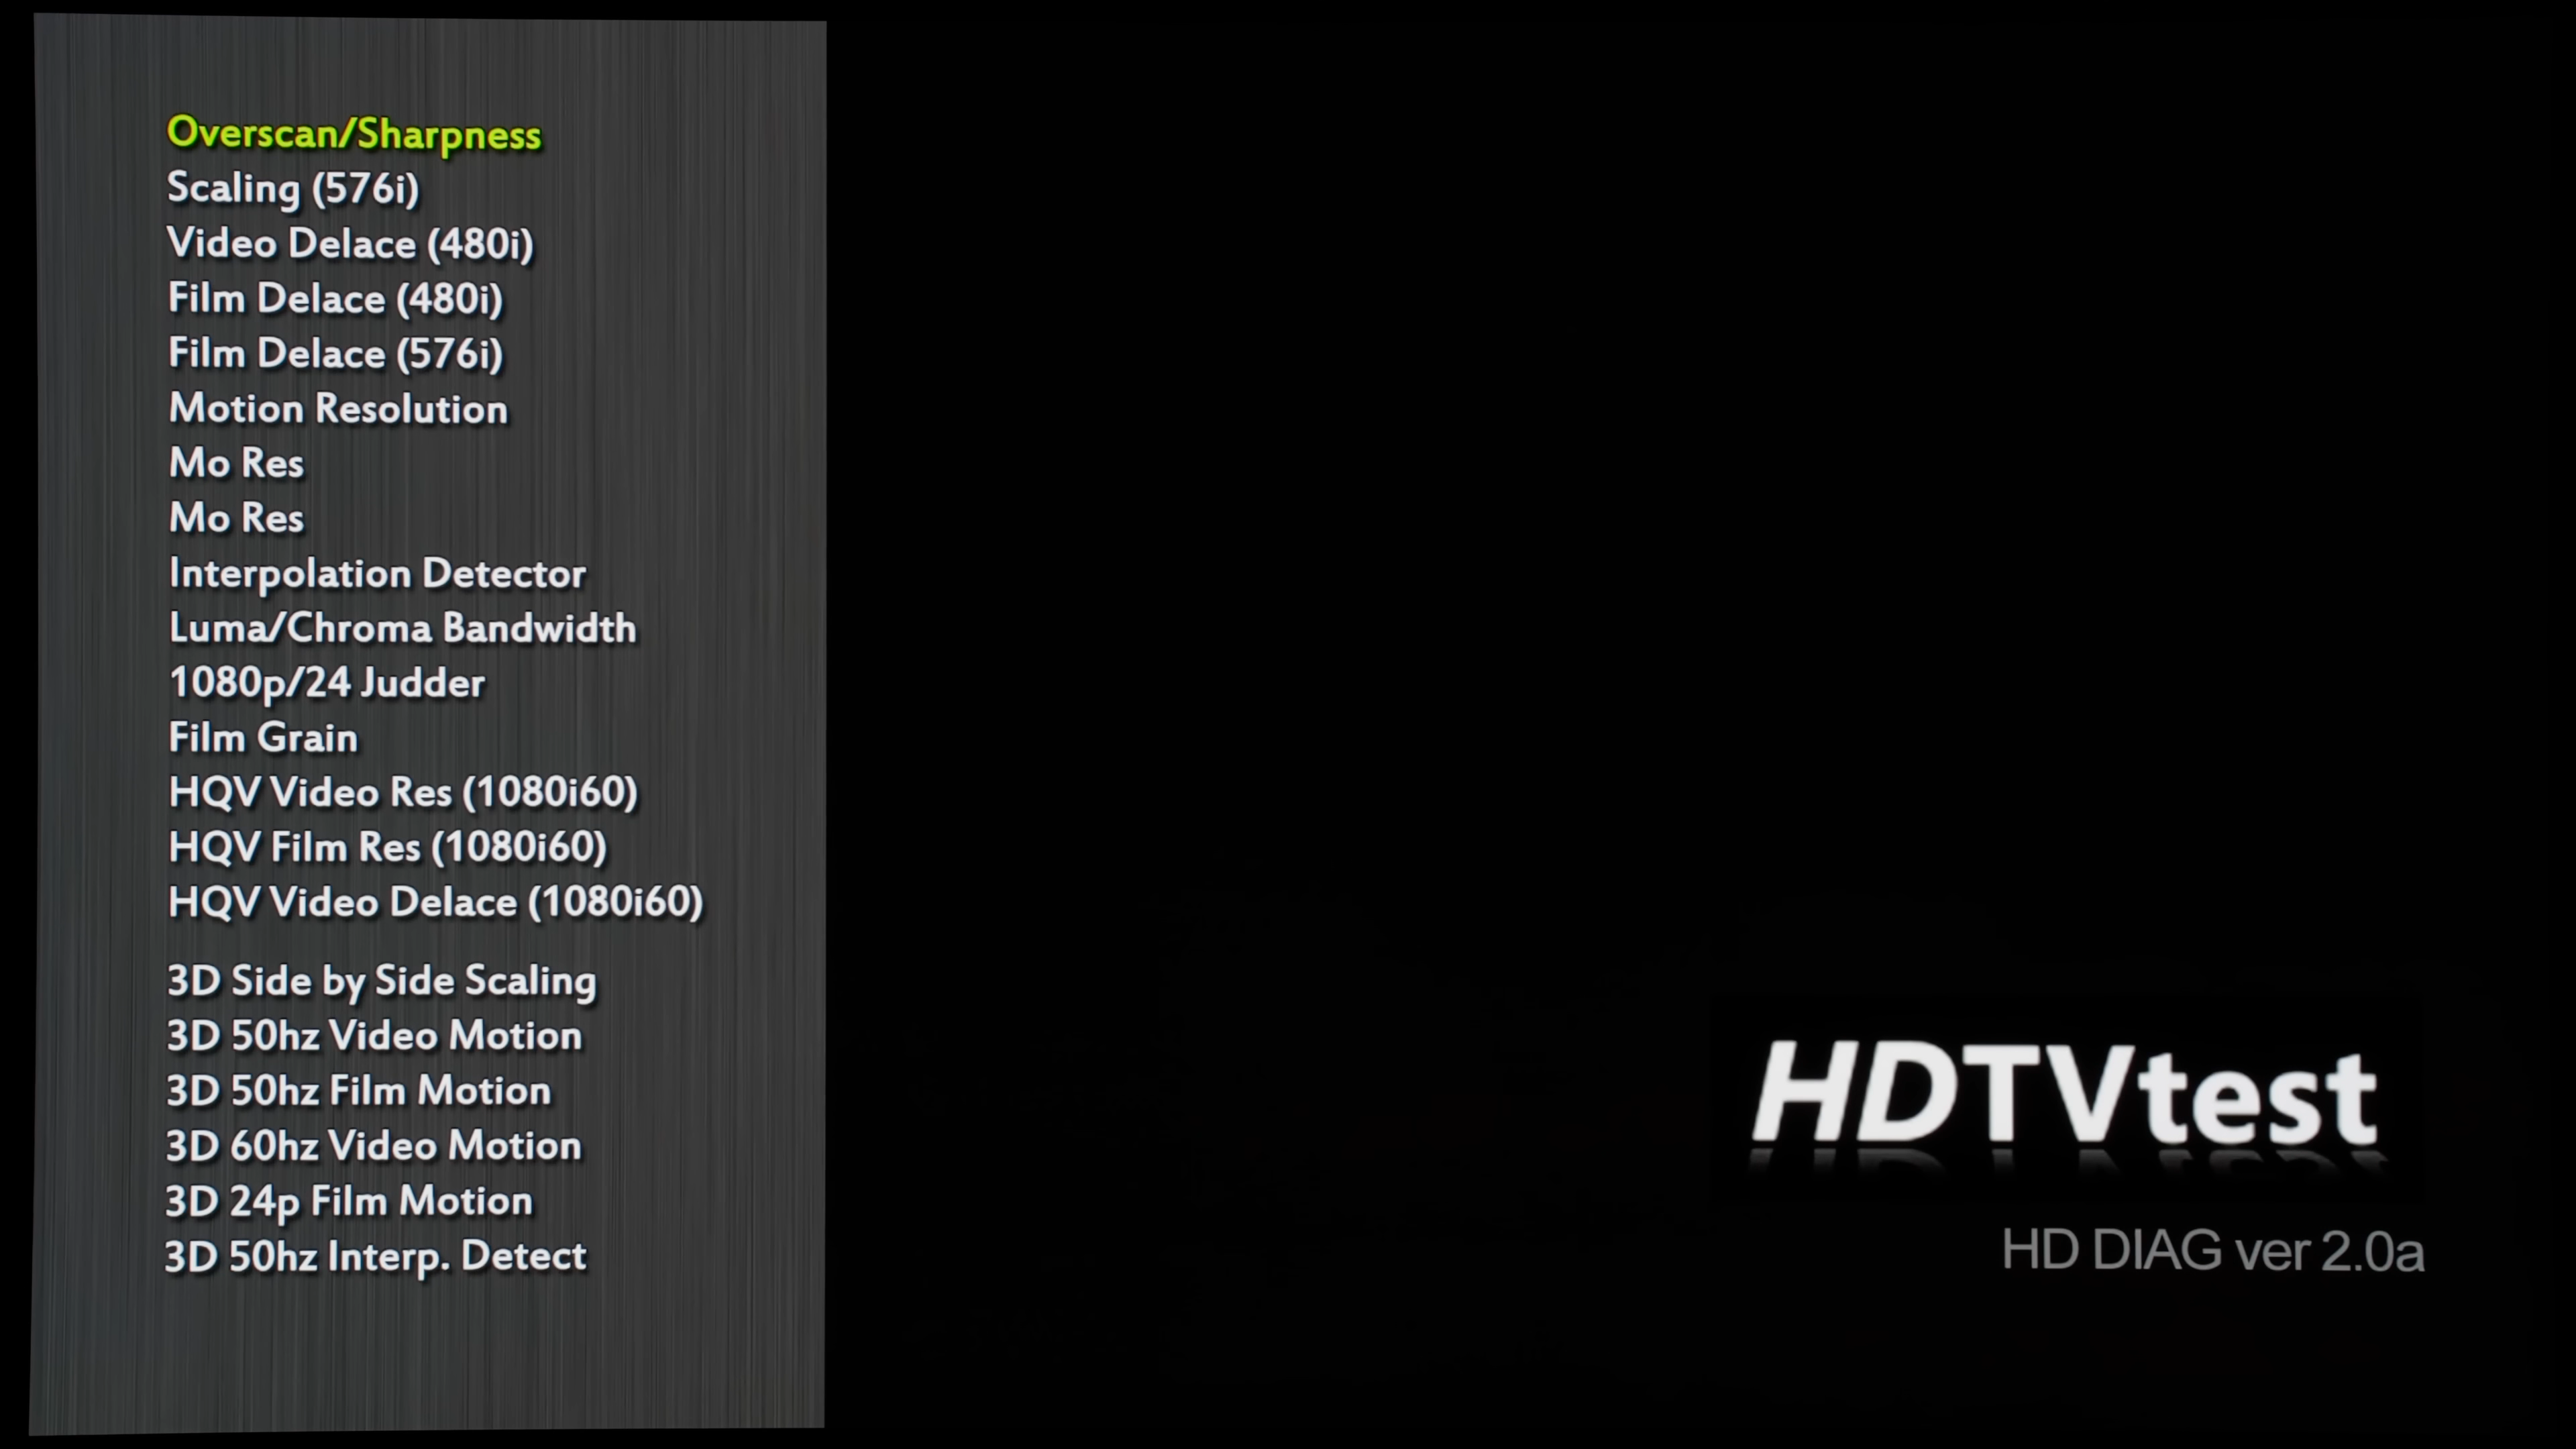 Overscan/Sharpness
Scaling (576i)
Video Delace (480i)
Film Delace (480i)
Film Delace (576i)
Motion Resolution
Mo Res
Mo Res
Interpolation Detector
Luma/Chroma Bandwidth
1080p/24 Judder
Film Grain
HQV Video Res (1080i60)
HQV Film Res (1080i60)
HQV Video Delace (1080i60)
3D Side by Side Scaling
3D 50hz Video Motion
3D 50hz Film Motion
3D 60hz Video Motion
3D 24p Film Motion
3D 50hz Interp. Detect
HDTVtest
HD DIAG ver 2.0a